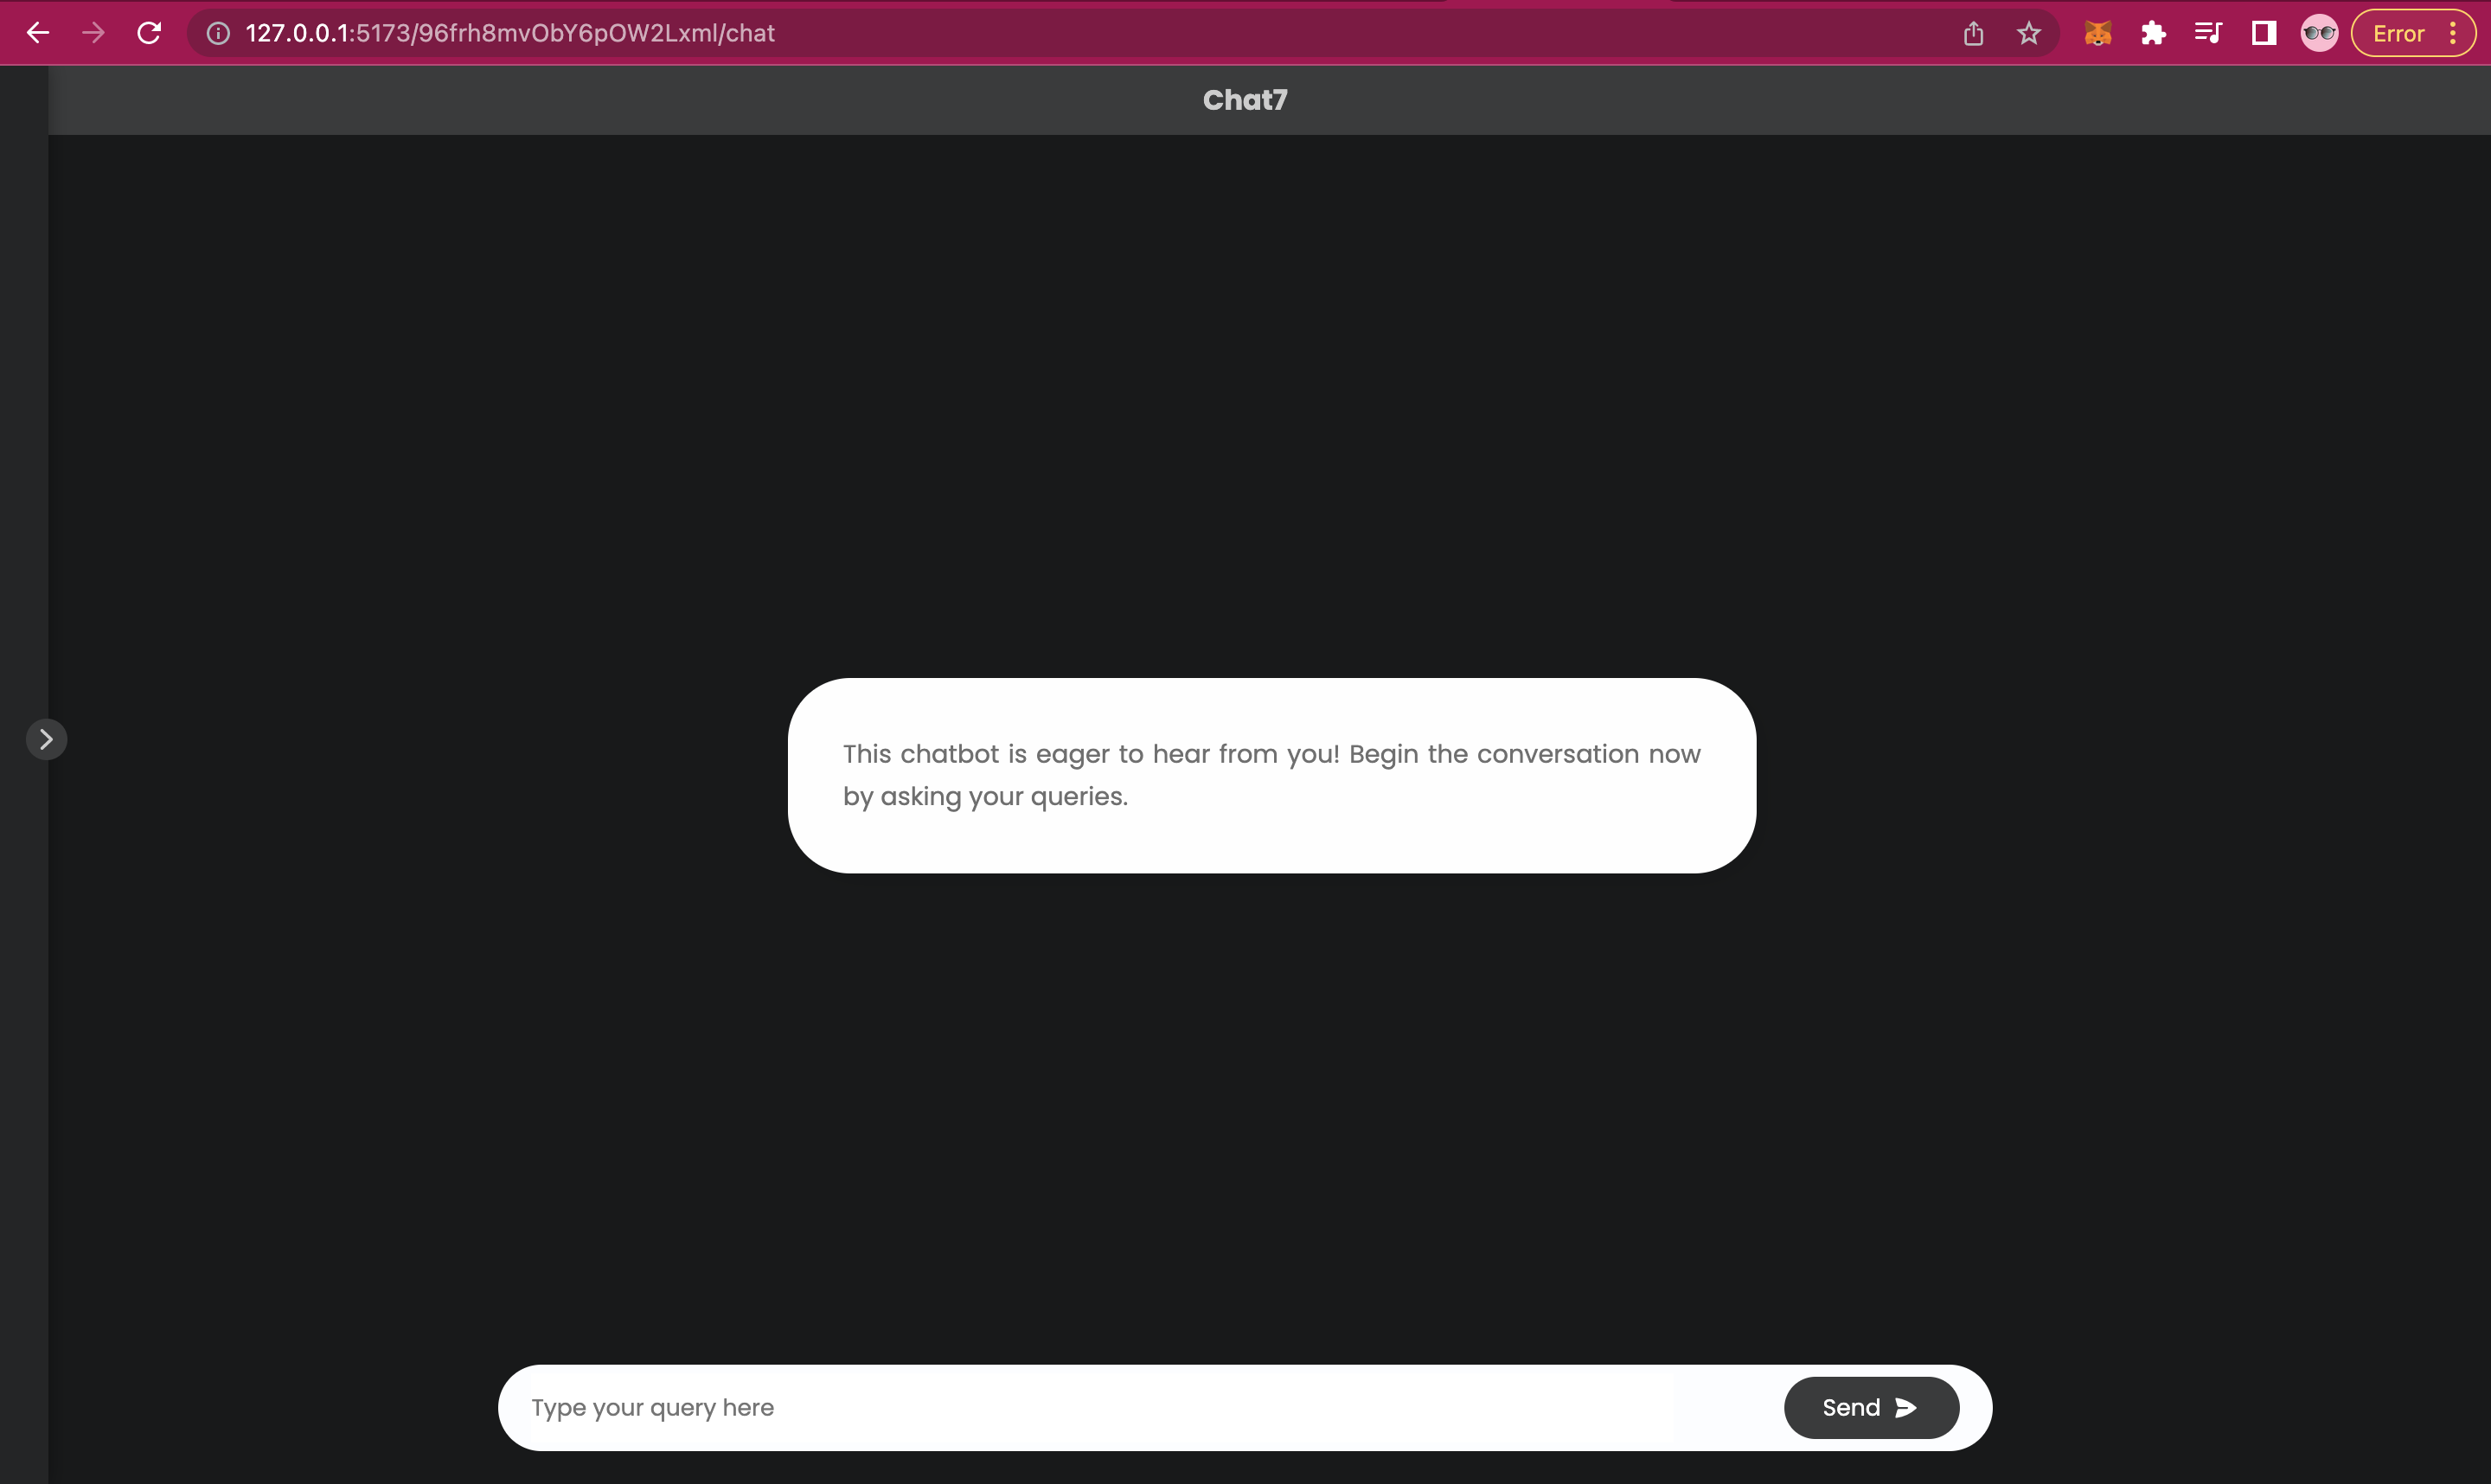 127.0.0.1:5173/96frh8mvObY6pOW2Lxml/chat
Error
Chat7
This chatbot is eager to hear from you! Begin the conversation now
by asking your queries.
Type your query here
Send